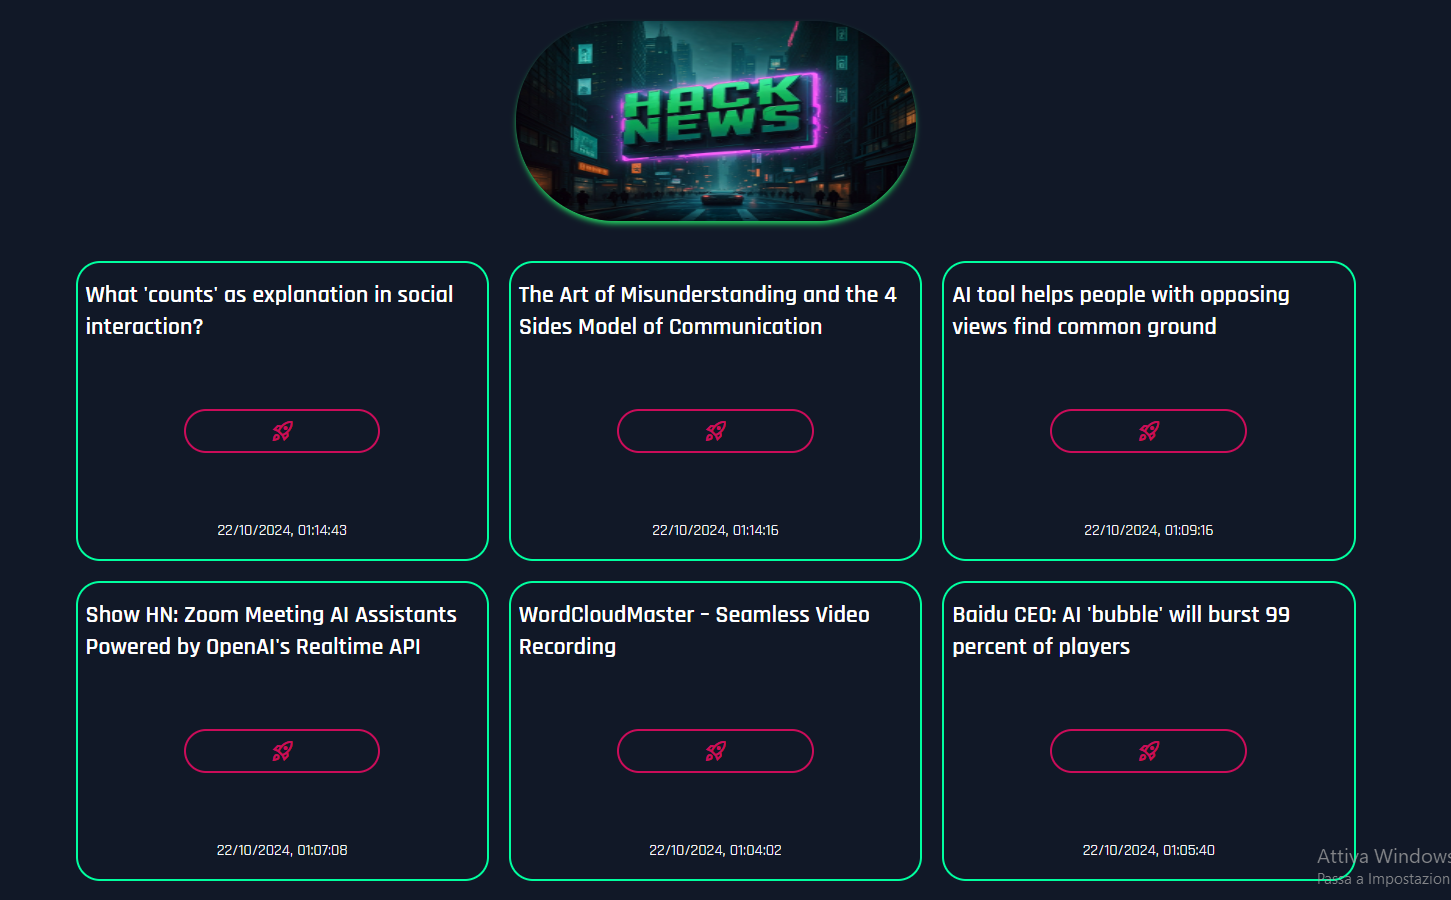 HACK
NEWS
What 'counts' as explanation in social
interaction?
22/10/2024, 01:14:43
The Art of Misunderstanding and the 4
Sides Model of Communication
22/10/2024, 01:14:16
AI tool helps people with opposing
views find common ground
22/10/2024, 01:09:16
Show HN: Zoom Meeting AI Assistants
Powered by OpenAI's Realtime API
22/10/2024, 01:07:08
WordCloudMaster – Seamless Video
Recording
22/10/2024, 01:04:02
Baidu CEO: AI 'bubble' will burst 99
percent of players
22/10/2024, 01:05:40
Attiva Windows
Passa a Impostazion